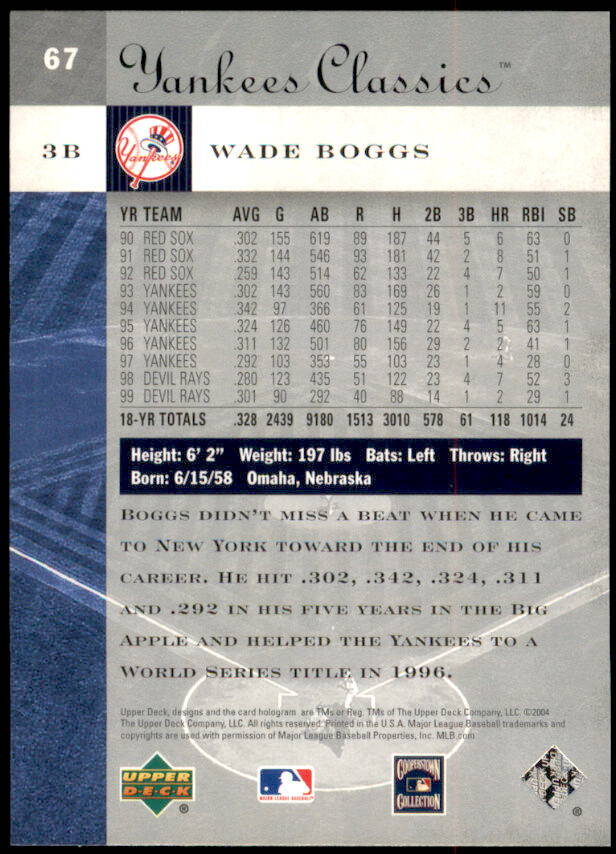 67
Yankees Classics™
3B
Yankees
WADE BOGGS
YR TEAM AVG G AB R H 2B 3B HR RBI SB
90 RED SOX .302 155 619 89 187 44 5 6 63 0
91 RED SOX .332 144 546 93 181 42 2 8 51 1
92 RED SOX .259 143 514 62 133 22 4 7 50 1
93 YANKEES .302 143 560 83 169 26 1 2 59 0
94 YANKEES .342 97 366 61 125 19 1 11 55 2
95 YANKEES .324 126 460 76 149 22 4 5 63 1
96 YANKEES .311 132 501 80 156 29 2 2 41 1
97 YANKEES .292 103 353 55 103 23 1 4 28 0
98 DEVIL RAYS .280 123 435 51 122 23 4 7 52 3
99 DEVIL RAYS .301 90 292 40 88 14 1 2 29 1
18-YR TOTALS .328 2439 9180 1513 3010 578 61 118 1014 24
Height: 6' 2" Weight: 197 lbs Bats: Left Throws: Right
Born: 6/15/58 Omaha, Nebraska
BOGGS DIDN'T MISS A BEAT WHEN HE CAME
TO NEW YORK TOWARD THE END OF HIS
CAREER. HE HIT .302, .342, .324, .311
AND .292 IN HIS FIVE YEARS IN THE BIG
APPLE AND HELPED THE YANKEES TO A
WORLD SERIES TITLE IN 1996.
Upper Deck, designs and the card hologram are TMs or Reg. TMs of The Upper Deck Company, LLC. ©2004
The Upper Deck Company, LLC. All rights reserved. Printed in the U.S.A. Major League Baseball trademarks and
copyrights are used with permission of Major League Baseball Properties, Inc. MLB.com
UPPER
DECK
®
MAJOR LEAGUE BASEBALL
®
COOPERSTOWN
COLLECTION
®